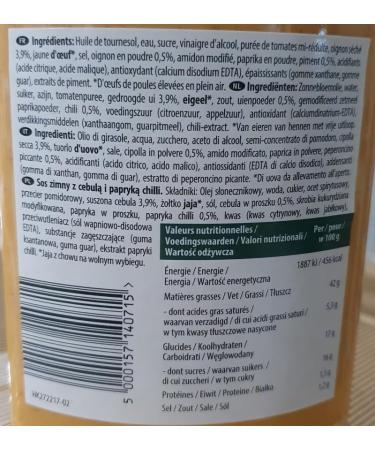 FR Ingrédients: Huile de tournesol, eau, sucre, vinaigre d'alcool, purée de tomates mi-réduite, oignon séché
3,9%, jaune d'œuf*, sel, oignon en poudre 0,5%, amidon modifié, paprika en poudre, piment 0,5%, acidifiants
(acide citrique, acide malique), antioxydant (calcium disodium EDTA), épaississants (gomme xanthane, gomme
guar), extraits de piment. *D'œufs de poules élevées en plein air. NL Ingrediënten: Zonnebloemolie, water,
suiker, azijn, tomatenpuree, gedroogde ui 3,9%, eigeel*, zout, uienpoeder 0,5%, gemodificeerd zetmeel
paprikapoeder, chili 0,5%, voedingszuren (citroenzuur, appelzuur), antioxidant (calciumdinatrium-EDTA),
verdikkingsmiddelen (xanthaangom, guarpitmeel), chili-extract. *Van eieren van hennen met vrije uitloop.
IT Ingredienti: Olio di girasole, acqua, zucchero, aceto di alcool, semi-concentrato di pomodoro, cipolla
secca 3,9%, tuorlo d'uovo*, sale, cipolla in polvere 0,5%, amido modificato, paprica in polvere, peperoncino
piccante 0,5%, acidificanti (acido citrico, acido malico), antiossidanti (EDTA di calcio disodico), addensanti
(gomma di xanthan, gomma di guar), estratto di peperoncino piccante. *Di uova da allevamento all'aperto.
Sos zimny z cebulą i papryką chilli. Składniki: Olej słonecznikowy, woda, cukier, ocet spirytusowy,
przecier pomidorowy, suszona cebula 3,9%, żółtko jaja*, sól, cebula w proszku 0,5%, skrobia kukurydziana
modyfikowana, papryka w proszku, papryka chilli 0,5%, kwas (kwas cytrynowy, kwas jabłkowy),
przeciwutleniacz (sól wapniowo-disodowa
EDTA), substancje zagęszczające (guma
ksantanowa, guma guar), ekstrakt papryki
chilli. *Jaja z chowu na wolnym wybiegu.
Valeurs nutritionnelles /
Voedingswaarden / Valori nutrizionali /
Wartość odżywcza
Per / pour /
w 100 g
Énergie / Energie /
Energia / Wartość energetyczna
1887 kJ / 456 kcal
Matières grasses / Vet / Grassi / Tłuszcz
42g
- dont acides gras saturés /
waarvan verzadigd / di cui acidi grassi saturi /
w tym kwasy tłuszczowe nasycone
Glucides / Koolhydraten /
Carboidrati / Węglowodany
- dont sucres / waarvan suikers /
di cui zuccheri / w tym cukry
Protéines / Eiwit / Proteine / Białko
Sel / Zout / Sale / Sól
5 000157 140715 >
HK272217-02